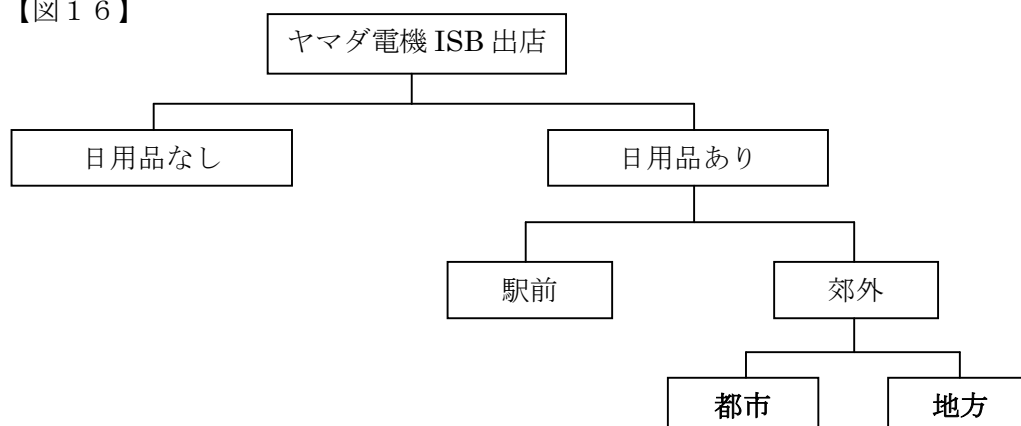 【図１６】
ヤマダ電機 ISB 出店
日用品なし
日用品あり
駅前
郊外
都市
地方